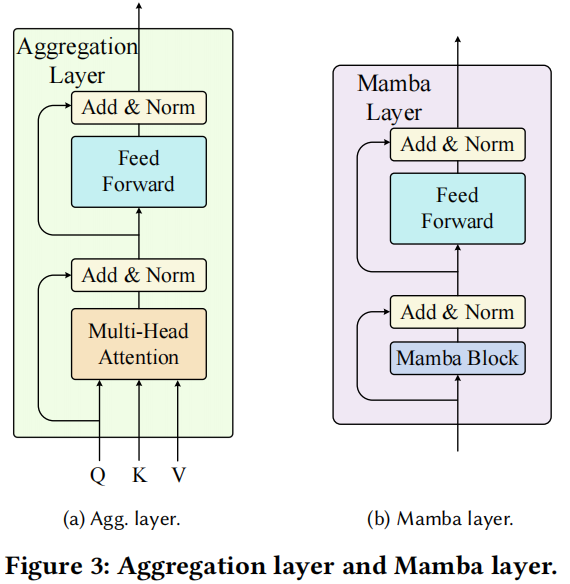 Aggregation
Layer
Add & Norm
Feed
Forward
Add & Norm
Multi-Head
Attention
Q K V
(a) Agg. layer.
Mamba
Layer
Add & Norm
Feed
Forward
Add & Norm
Mamba Block
(b) Mamba layer.
Figure 3: Aggregation layer and Mamba layer.